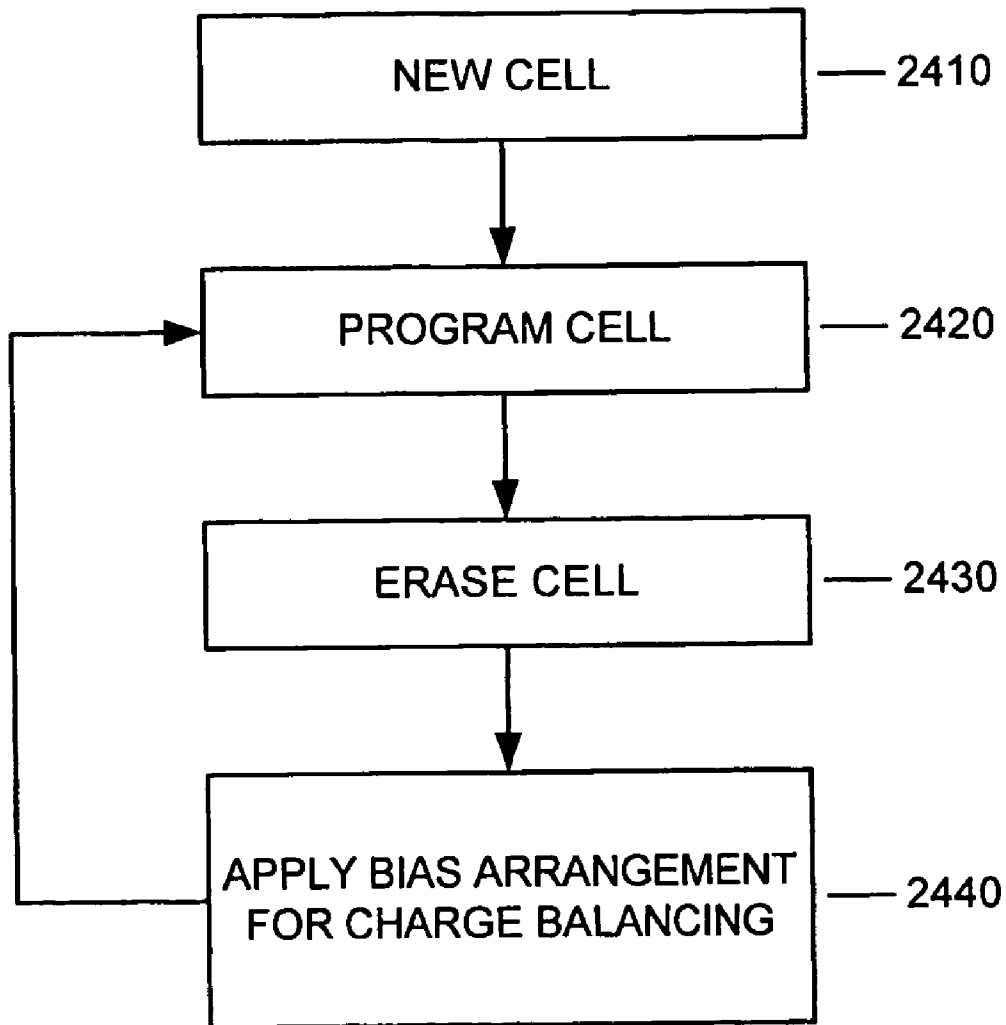 NEW CELL 2410
PROGRAM CELL 2420
ERASE CELL 2430
APPLY BIAS ARRANGEMENT
FOR CHARGE BALANCING 2440